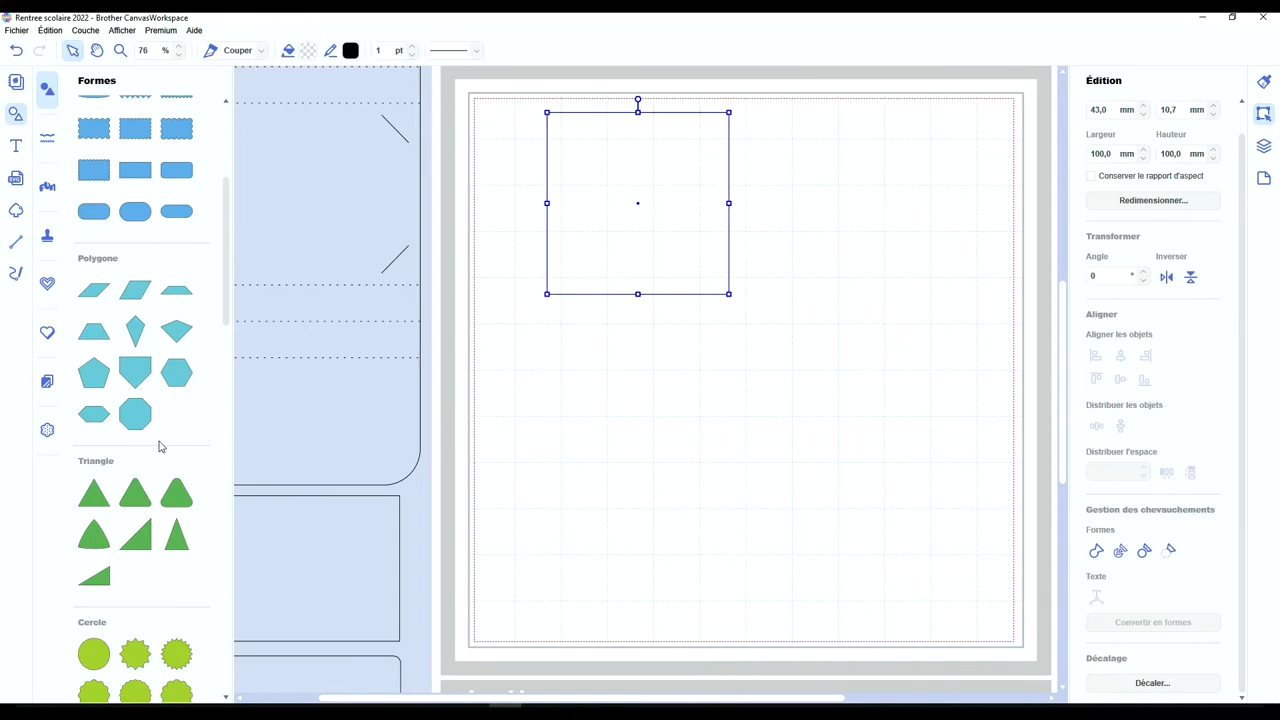 Rentree scolaire 2022 - Brother CanvasWorkspace
Fichier Édition Couche Afficher Premium Aide
76 % Couper 1 pt
Formes
Polygone
Triangle
Cercle
Édition
43,0 mm 10,7 mm
Largeur Hauteur
100,0 mm 100,0 mm
Conserver le rapport d'aspect
Redimensionner...
Transformer
Angle Inverser
0 °
Aligner
Aligner les objets
Distribuer les objets
Distribuer l'espace
Gestion des chevauchements
Formes
Texte
Convertir en formes
Décalage
Décaler...